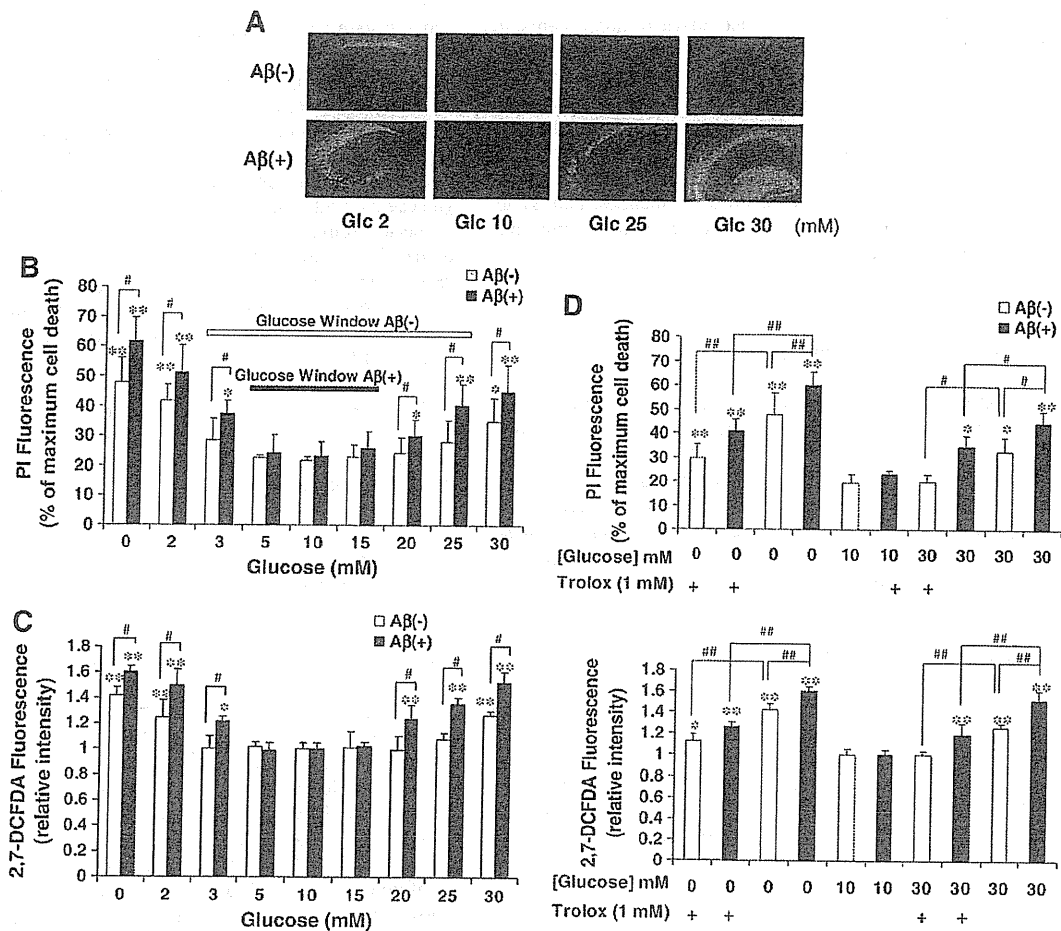 A
Aβ(-)
Aβ(+)
Glc 2 Glc 10 Glc 25 Glc 30 (mM)
B
PI Fluorescence
(% of maximum cell death)
80
70
60
50
40
30
20
10
0
Aβ(-)
Aβ(+)
Glucose Window Aβ(-)
Glucose Window Aβ(+)
# # # # # #
** ** ** ** * * ** * **
0 2 3 5 10 15 20 25 30
Glucose (mM)
C
2,7-DCFDA Fluorescence
(relative intensity)
1.8
1.6
1.4
1.2
1
0.8
0.6
0.4
0.2
0
Aβ(-)
Aβ(+)
# # # # # #
** ** ** ** * ** ** ** **
0 2 3 5 10 15 20 25 30
Glucose (mM)
D
PI Fluorescence
(% of maximum cell death)
80
70
60
50
40
30
20
10
0
Aβ(-)
Aβ(+)
## ## ## # # #
** ** ** ** * * **
[Glucose] mM 0 0 0 0 10 10 30 30 30 30
Trolox (1 mM) + + + +
2,7-DCFDA Fluorescence
(relative intensity)
1.8
1.6
1.4
1.2
1
0.8
0.6
0.4
0.2
0
## ## ## ## ## ##
* ** ** ** ** ** **
[Glucose] mM 0 0 0 0 10 10 30 30 30 30
Trolox (1 mM) + + + +